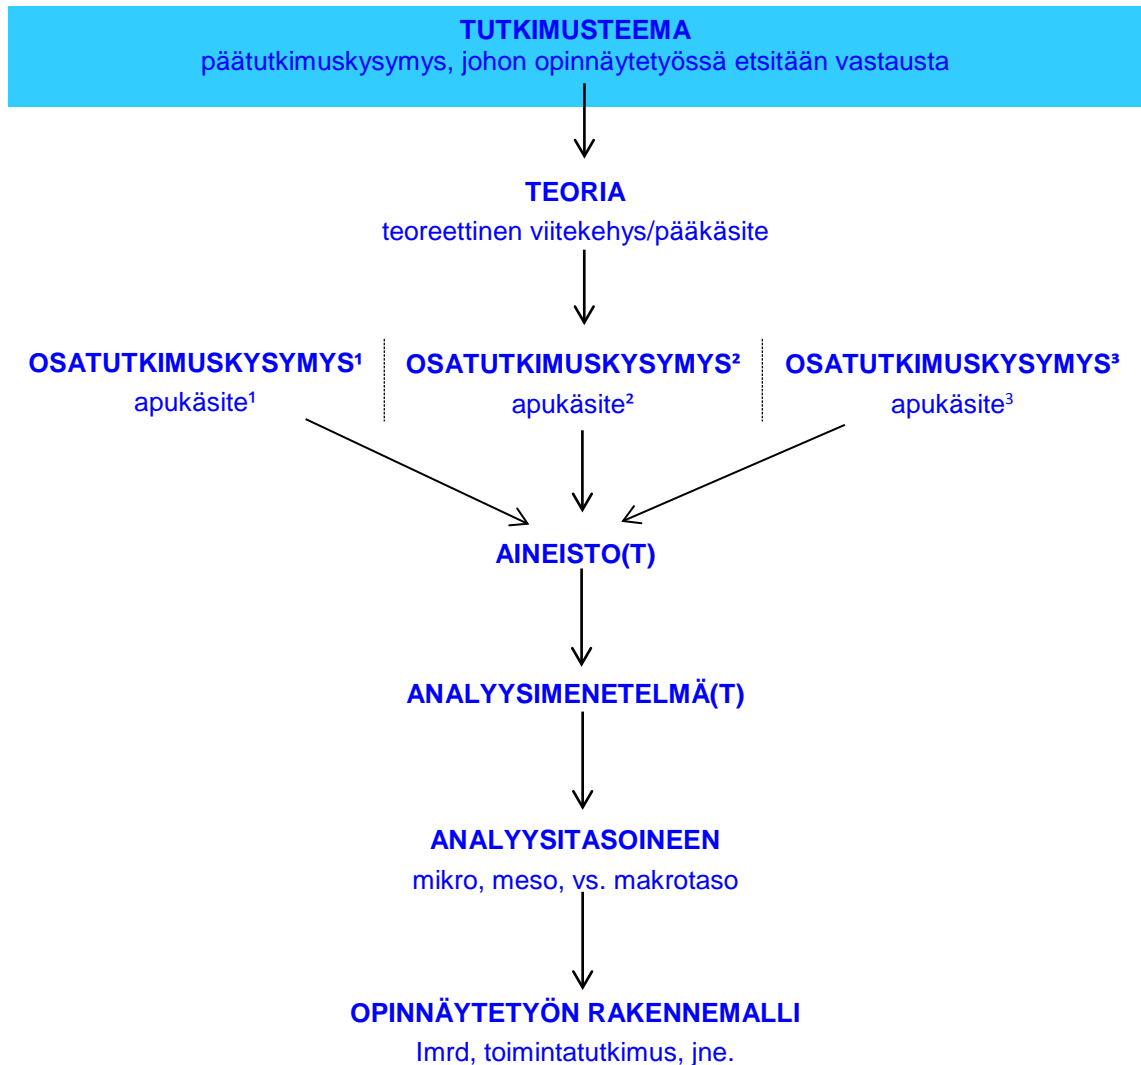 TUTKIMUSTEEMA
päätutkimuskysymys, johon opinnäytetyössä etsitään vastausta
TEORIA
teoreettinen viitekehys/pääkäsite
OSATUTKIMUSKYSYMYS¹ OSATUTKIMUSKYSYMYS² OSATUTKIMUSKYSYMYS³
apukäsite¹ apukäsite² apukäsite³
AINEISTO(T)
ANALYYSIMENETELMÄ(T)
ANALYYSITASOINEEN
mikro, meso, vs. makrotaso
OPINNÄYTETYÖN RAKENNEMALLI
Imrd, toimintatutkimus, jne.